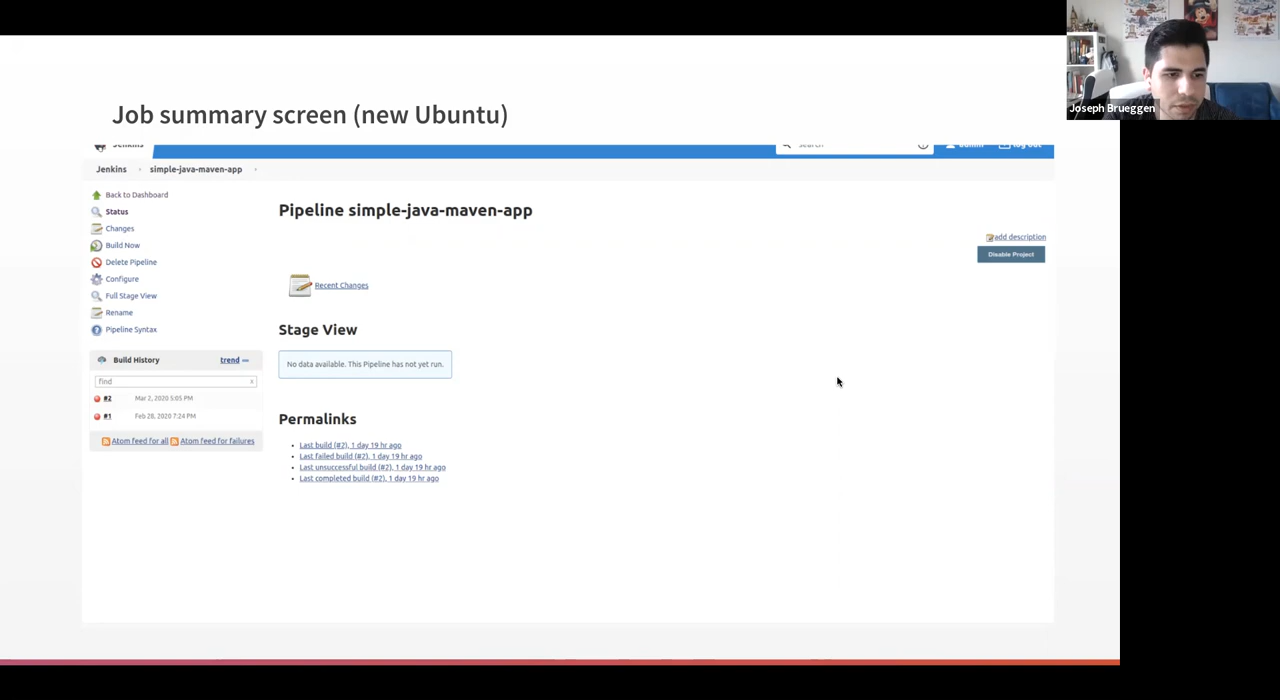 Joseph Brueggen
Job summary screen (new Ubuntu)
Jenkins
search
admin
log out
Jenkins
simple-java-maven-app
Back to Dashboard
Status
Changes
Build Now
Delete Pipeline
Configure
Full Stage View
Rename
Pipeline Syntax
Build History
trend
find
x
#2 Mar 2, 2020 5:05 PM
#1 Feb 28, 2020 7:24 PM
Atom feed for all Atom feed for failures
Pipeline simple-java-maven-app
add description
Disable Project
Recent Changes
Stage View
No data available. This Pipeline has not yet run.
Permalinks
Last build (#2), 1 day 19 hr ago
Last failed build (#2), 1 day 19 hr ago
Last unsuccessful build (#2), 1 day 19 hr ago
Last completed build (#2), 1 day 19 hr ago